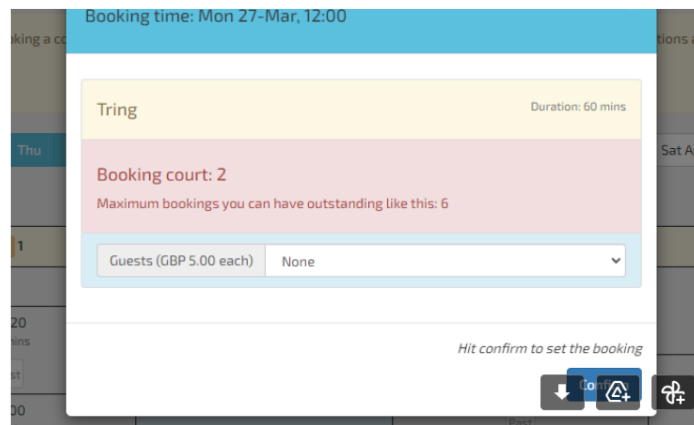 Booking time: Mon 27-Mar, 12:00
Tring
Duration: 60 mins
Booking court: 2
Maximum bookings you can have outstanding like this: 6
Guests (GBP 5.00 each)
None
Hit confirm to set the booking
Thu
Sat
1
20
00
Past: